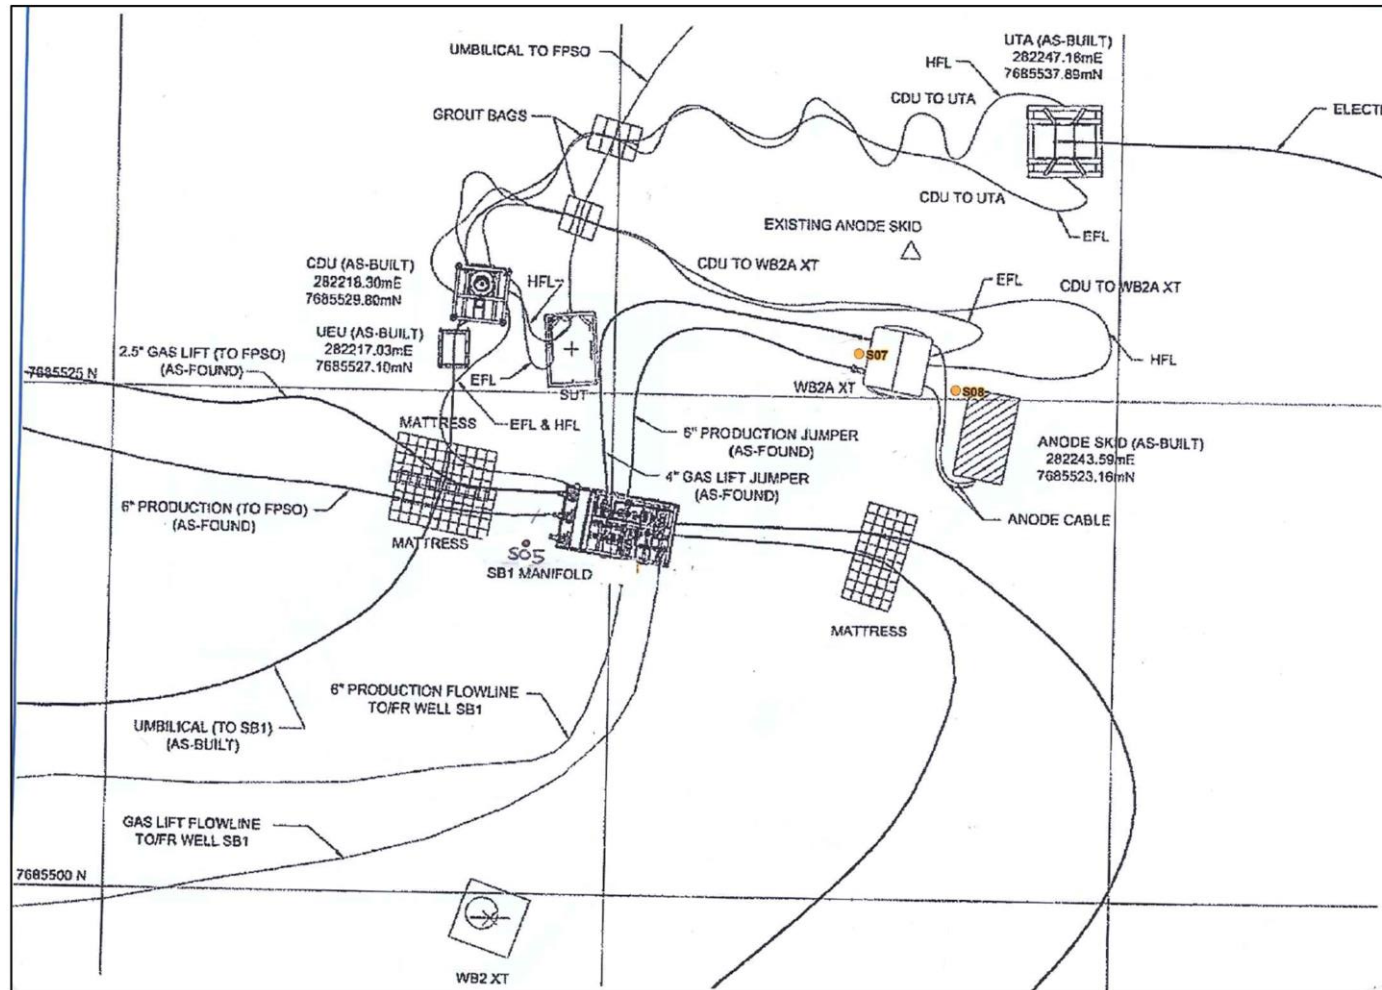 UMBILICAL TO FPSO
UTA (AS-BUILT)
282247.16mE
7685537.89mN
HFL
CDU TO UTA
GROUT BAGS
ELECTI
CDU TO UTA
EFL
EXISTING ANODE SKID
CDU (AS-BUILT)
282218.30mE
7685529.80mN
HFL
CDU TO WB2A XT
EFL
CDU TO WB2A XT
UEU (AS-BUILT)
282217.03mE
7685527.10mN
2.5" GAS LIFT (TO FPSO)
(AS-FOUND)
7685525 N
EFL
SUT
S07
WB2A XT
HFL
S08
MATTRESS
EFL & HFL
6" PRODUCTION JUMPER
(AS-FOUND)
4" GAS LIFT JUMPER
(AS-FOUND)
ANODE SKID (AS-BUILT)
282243.59mE
7685523.16mN
6" PRODUCTION (TO FPSO)
(AS-FOUND)
ANODE CABLE
MATTRESS
S05
SB1 MANIFOLD
MATTRESS
6" PRODUCTION FLOWLINE
TO/FR WELL SB1
UMBILICAL (TO SB1)
(AS-BUILT)
GAS LIFT FLOWLINE
TO/FR WELL SB1
7685500 N
WB2 XT